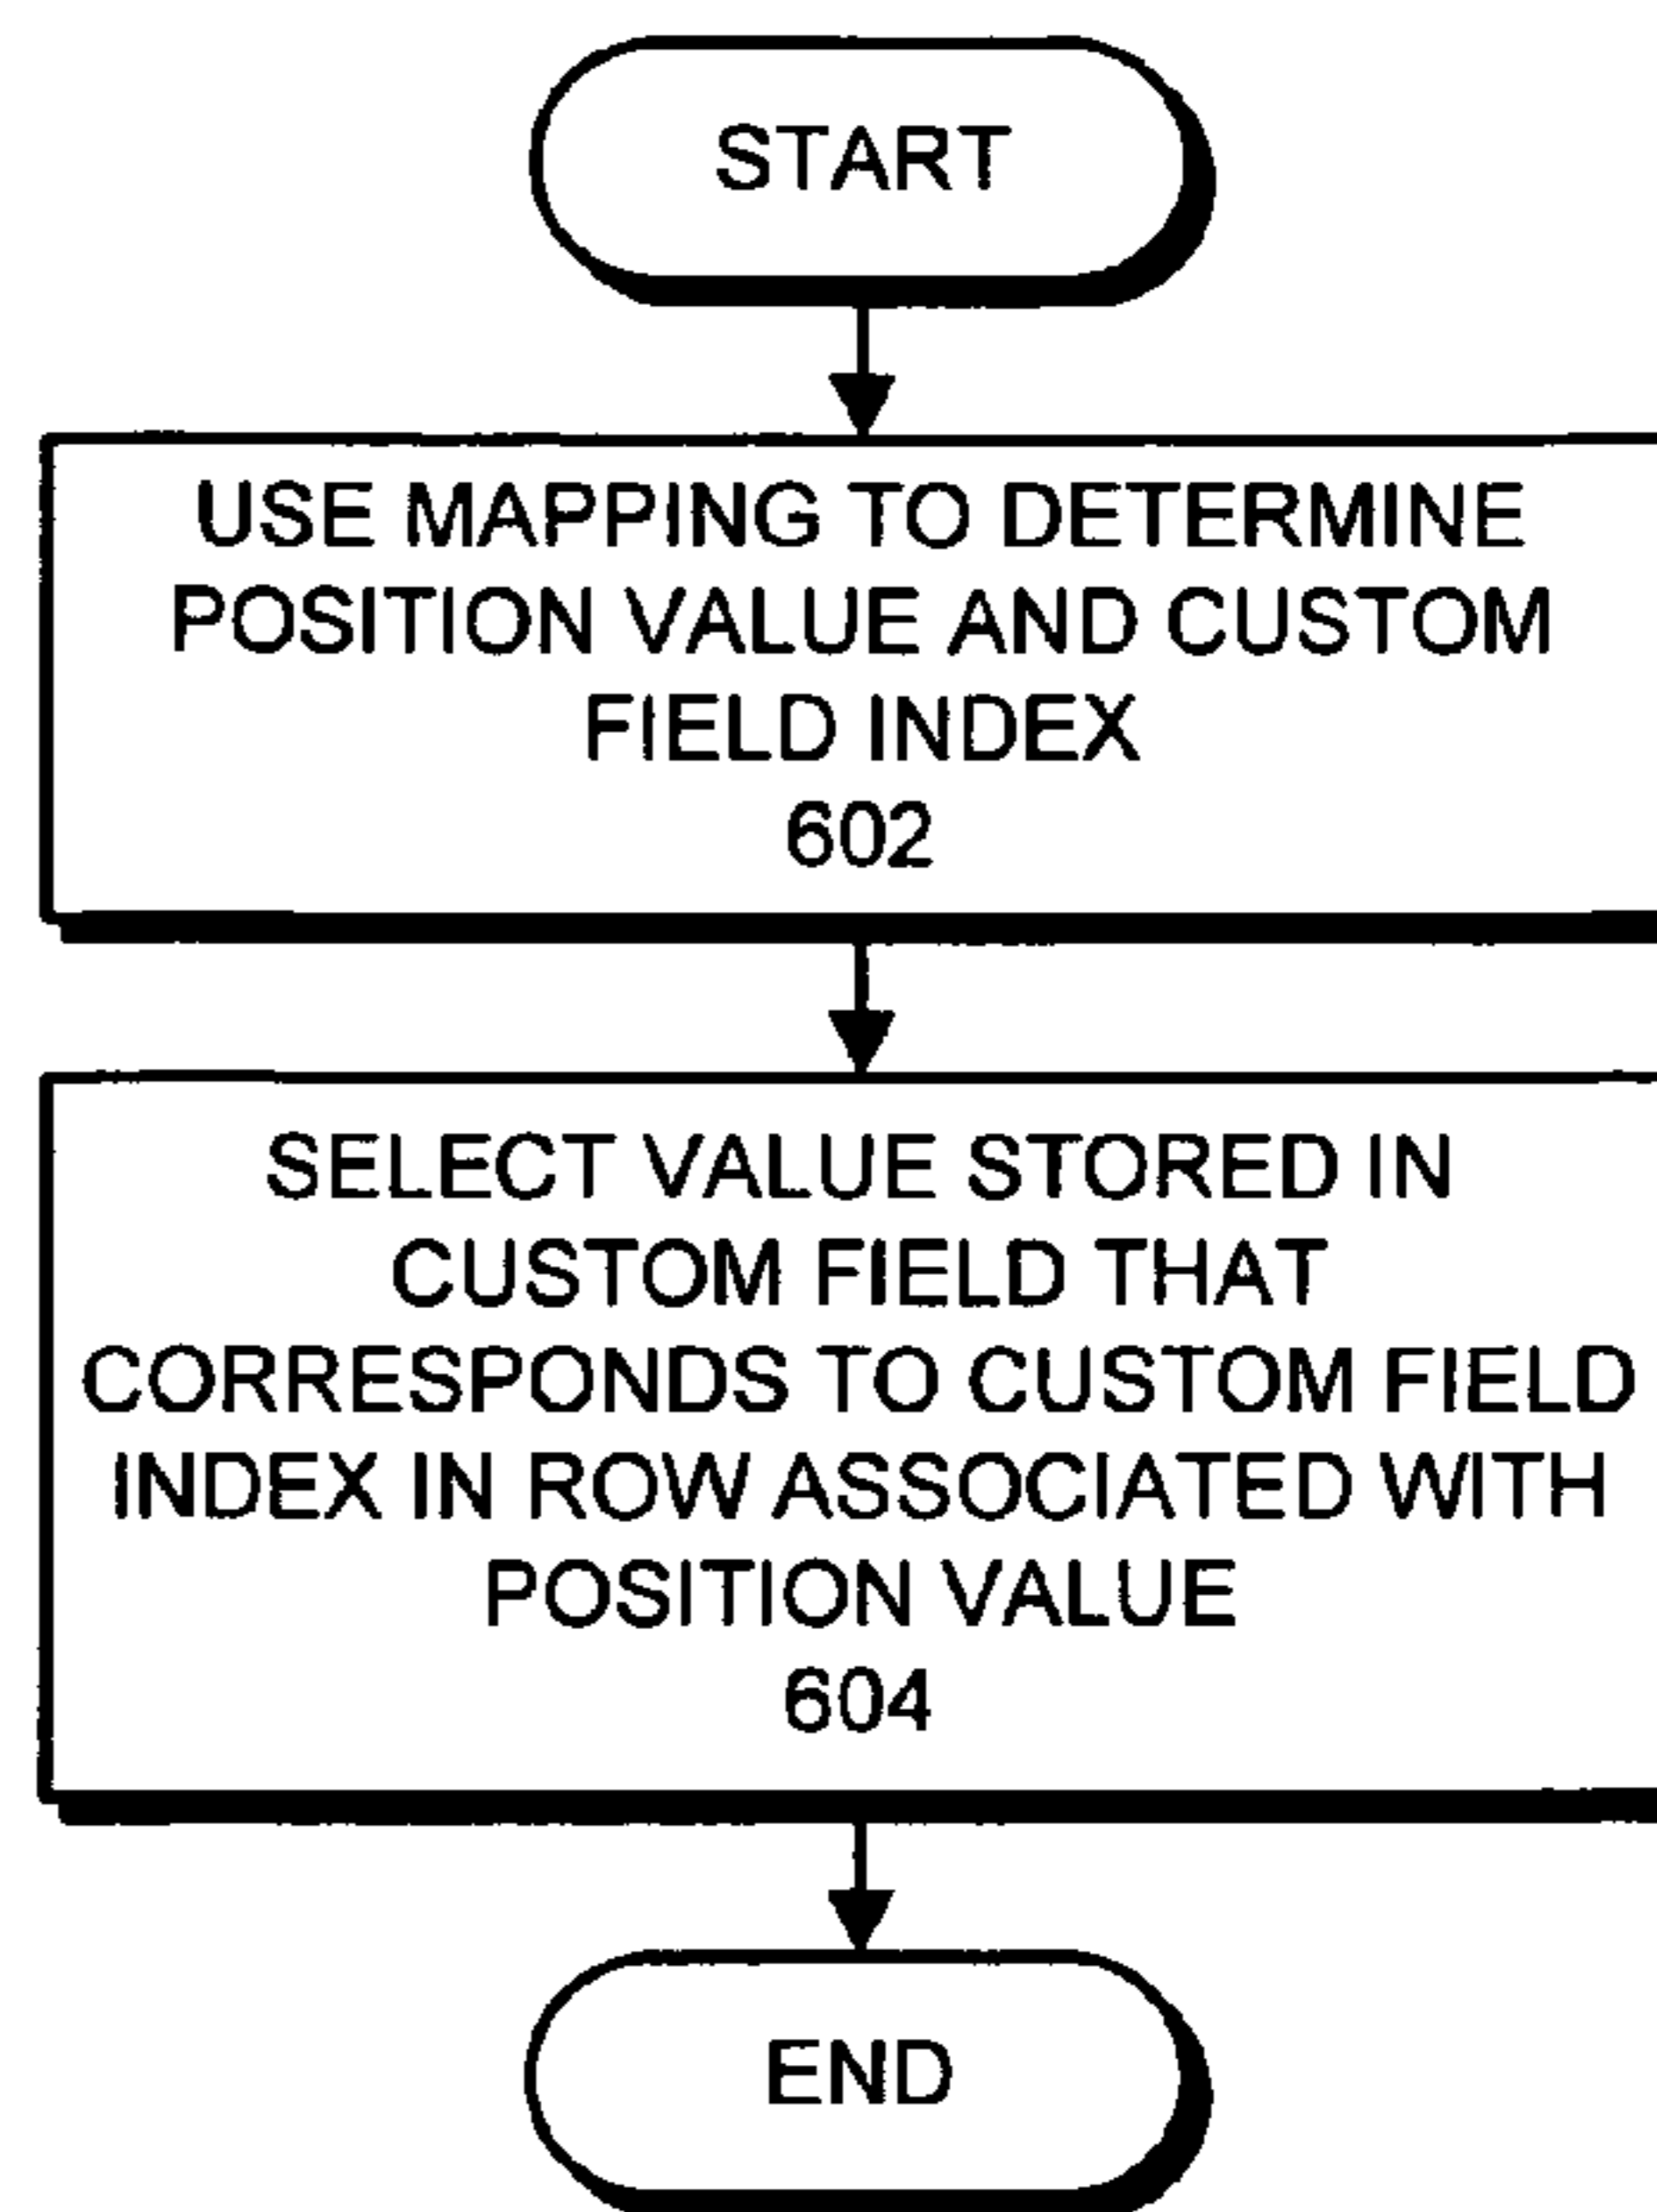 START
USE MAPPING TO DETERMINE
POSITION VALUE AND CUSTOM
FIELD INDEX
602
SELECT VALUE STORED IN
CUSTOM FIELD THAT
CORRESPONDS TO CUSTOM FIELD
INDEX IN ROW ASSOCIATED WITH
POSITION VALUE
604
END